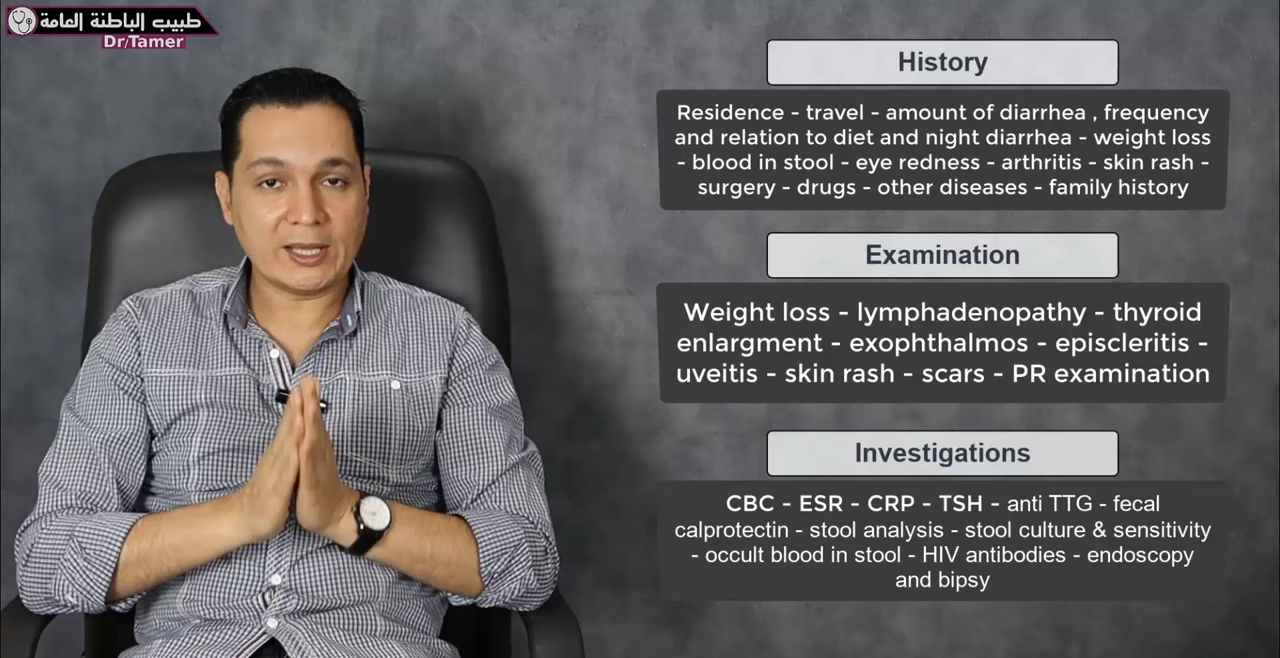 طبيب الباطنة العامة
Dr/Tamer
History
Residence - travel - amount of diarrhea , frequency
and relation to diet and night diarrhea - weight loss
- blood in stool - eye redness - arthritis - skin rash -
surgery - drugs - other diseases - family history
Examination
Weight loss - lymphadenopathy - thyroid
enlargment - exophthalmos - episcleritis -
uveitis - skin rash - scars - PR examination
Investigations
CBC - ESR - CRP - TSH - anti TTG - fecal
calprotectin - stool analysis - stool culture & sensitivity
- occult blood in stool - HIV antibodies - endoscopy
and bipsy